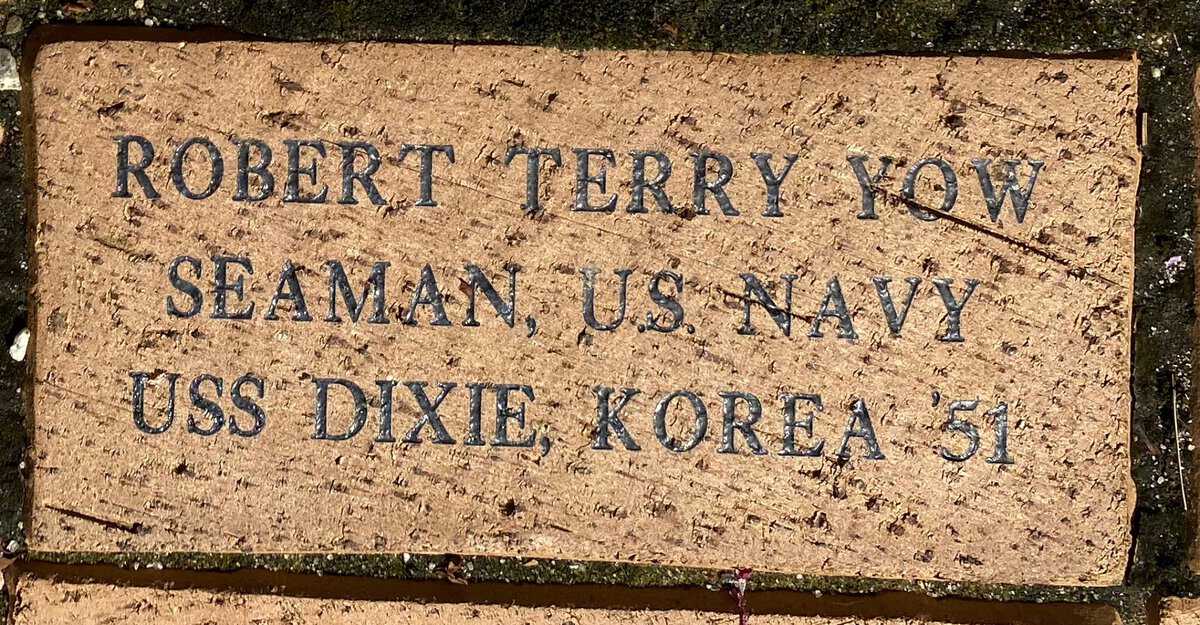 ROBERT TERRY YOW
SEAMAN, U.S. NAVY
USS DIXIE, KOREA '51